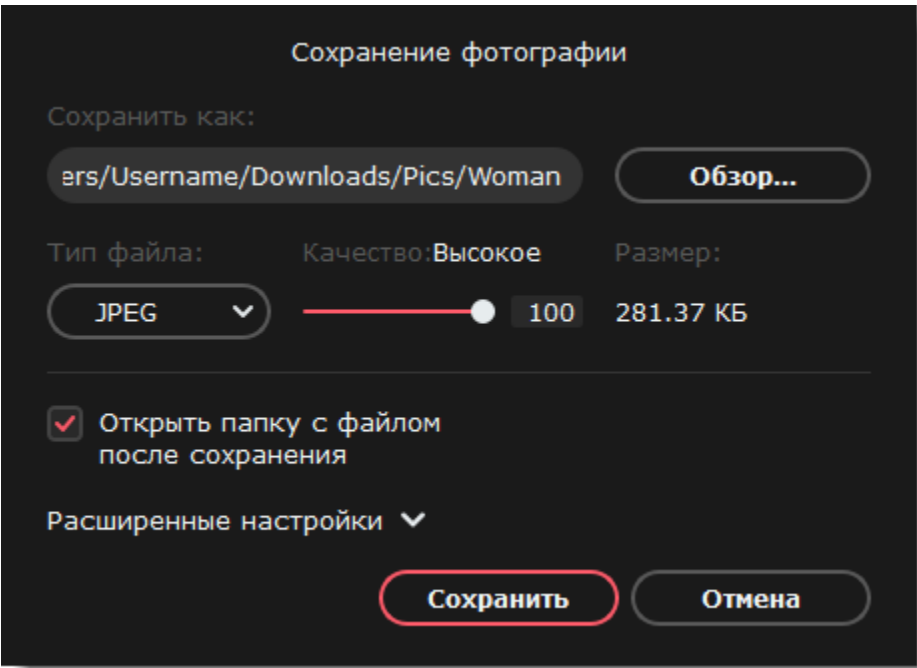 Сохранение фотографии
Сохранить как:
ers/Username/Downloads/Pics/Woman
Обзор...
Тип файла:
Качество:Высокое
Размер:
JPEG
100
281.37 КБ
Открыть папку с файлом
после сохранения
Расширенные настройки
Сохранить
Отмена